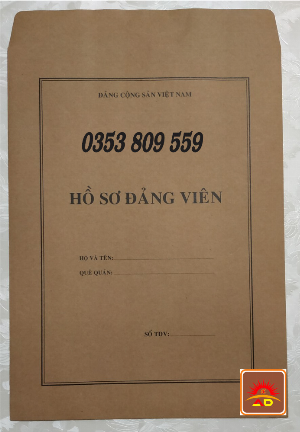 ĐẢNG CỘNG SẢN VIỆT NAM
0353 809 559
HỒ SƠ ĐẢNG VIÊN
HỌ VÀ TÊN:
QUÊ QUÁN:
SỐ TĐV: